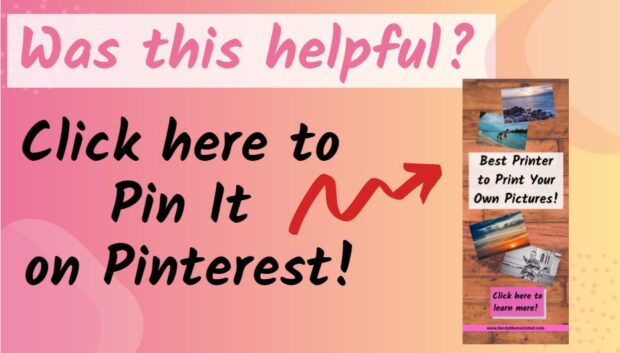 Was this helpful?
Click here to
Pin It
on Pinterest!
Best Printer
to Print Your
Own Pictures!
Click here to
learn more!
www.NerdyMomsUnited.com